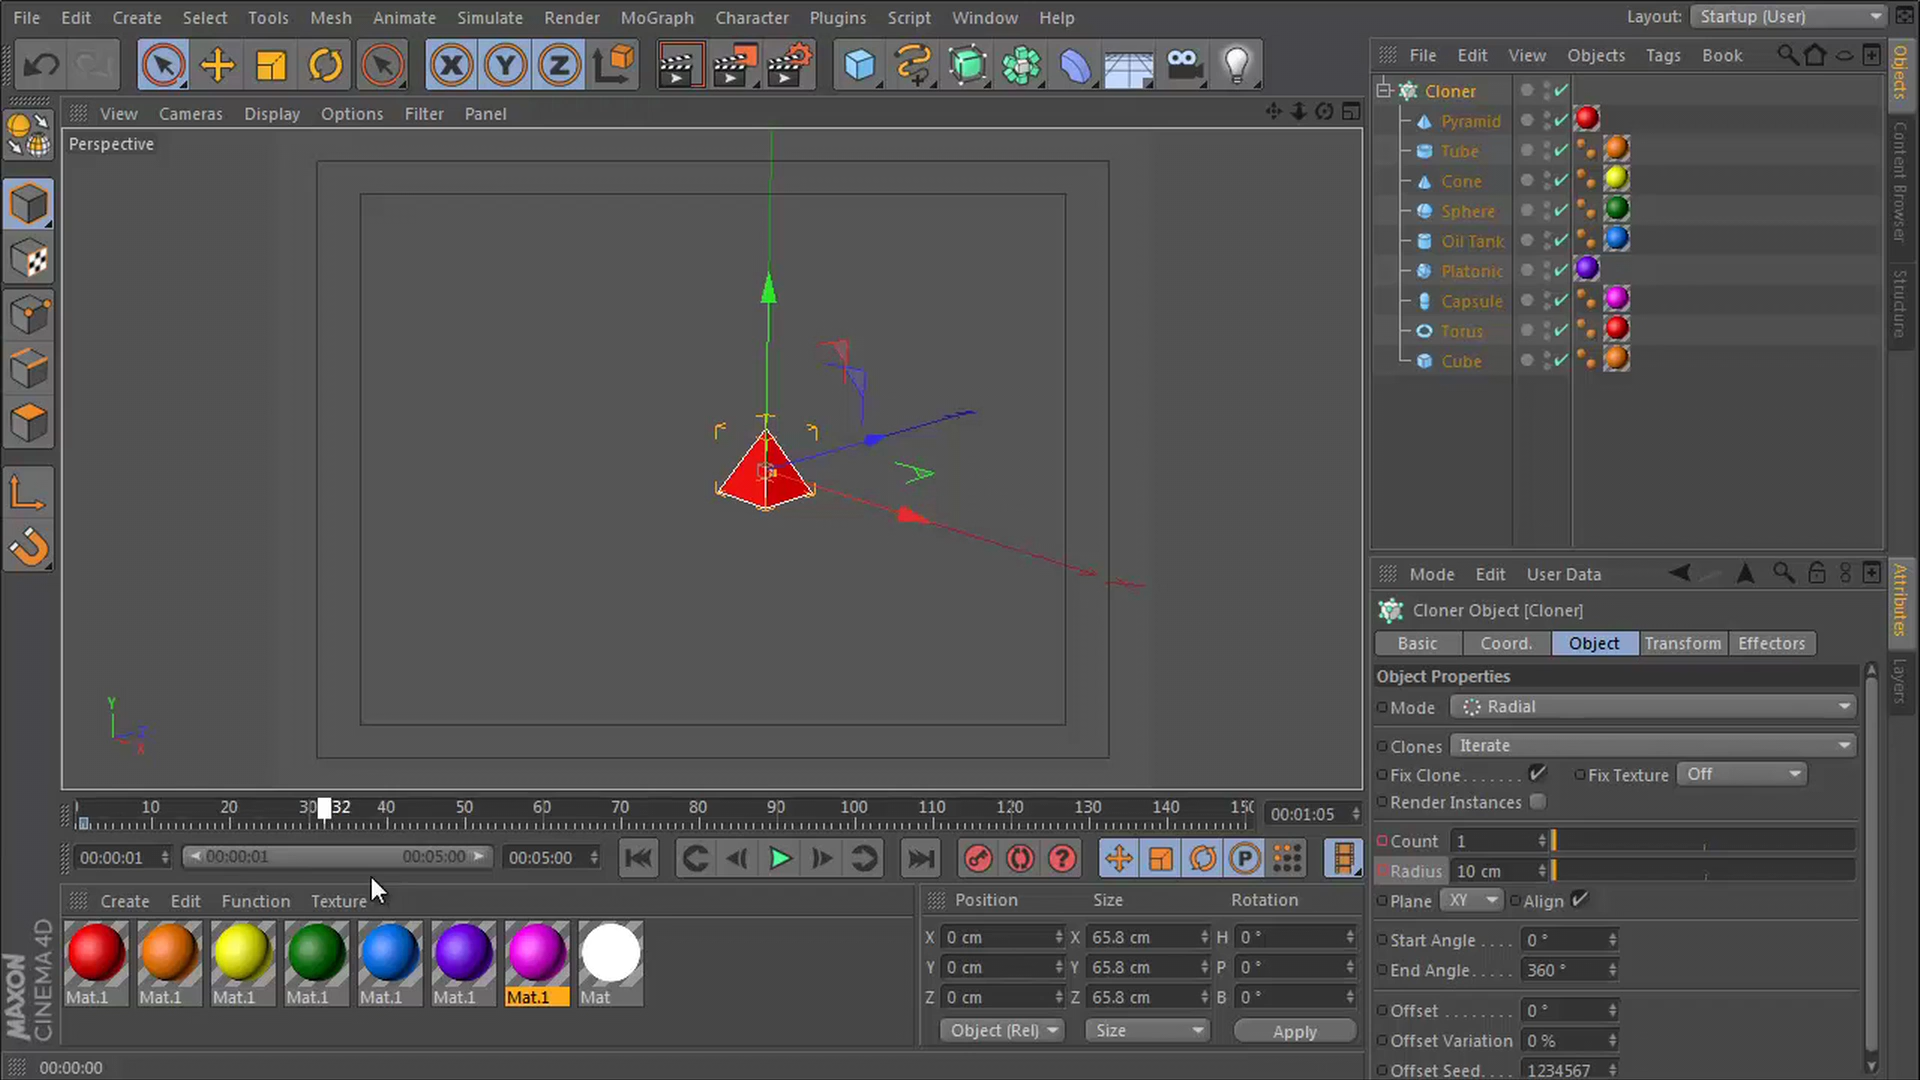 File Edit Create Select Tools Mesh Animate Simulate Render MoGraph Character Plugins Script Window Help
Layout: Startup (User)
X Y Z
File Edit View Objects Tags Book
View Cameras Display Options Filter Panel
Perspective
Cloner
Pyramid
Tube
Cone
Sphere
Oil Tank
Platonic
Capsule
Torus
Cube
Objects
Content Browser
Structure
Mode Edit User Data
Cloner Object [Cloner]
Basic Coord. Object Transform Effectors
Object Properties
Mode Radial
Clones Iterate
Fix Clone....... Fix Texture Off
Render Instances
Count 1
Radius 10 cm
Plane XY Align
Start Angle .... 0 °
End Angle..... 360 °
Offset ........ 0 °
Offset Variation 0 %
Offset Seed.... 1234567
Attributes
Layers
Y
Z
X
10 20 30 32 40 50 60 70 80 90 100 110 120 130 140 150
00:01:05
00:00:01 00:00:01 00:05:00 00:05:00
P
Create Edit Function Texture
Mat.1 Mat.1 Mat.1 Mat.1 Mat.1 Mat.1 Mat.1 Mat
Position Size Rotation
X 0 cm X 65.8 cm H 0 °
Y 0 cm Y 65.8 cm P 0 °
Z 0 cm Z 65.8 cm B 0 °
Object (Rel) Size Apply
MAXON
CINEMA 4D
00:00:00